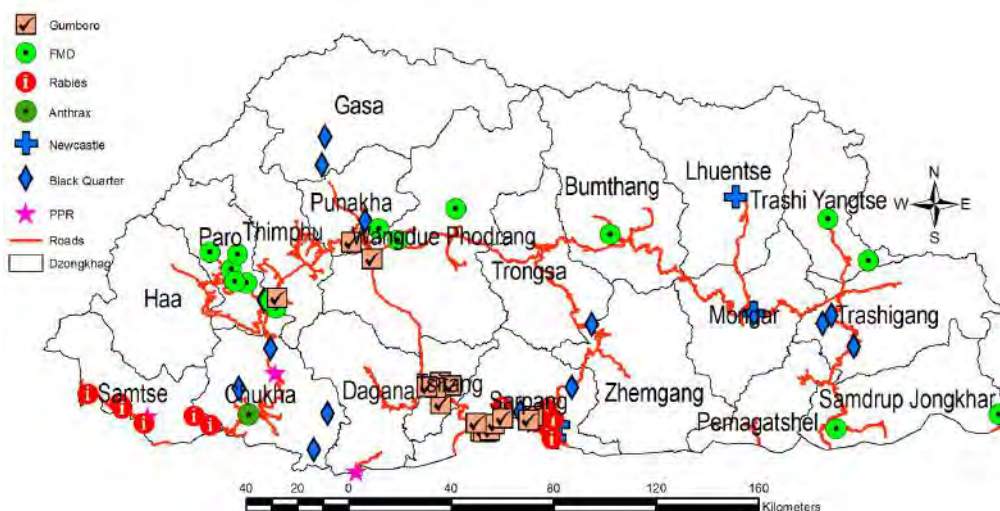 Gumboro
FMD
Rabies
Anthrax
Newcastle
Black Quarter
PPR
Roads
Dzongkhag
Gasa
Lhuentse
Bumthang
Trashi Yangtse
N
W E
S
Punakha
Thimphu
Paro
Wangdue Phodrang
Trongsa
Haa
Mongar
Trashigang
Tsirang
Dagana
Zhemgang
Samtse
Chukha
Sarpang
Samdrup Jongkhar
Pemagatshel
40 20 0 40 80 120 160
Kilometers